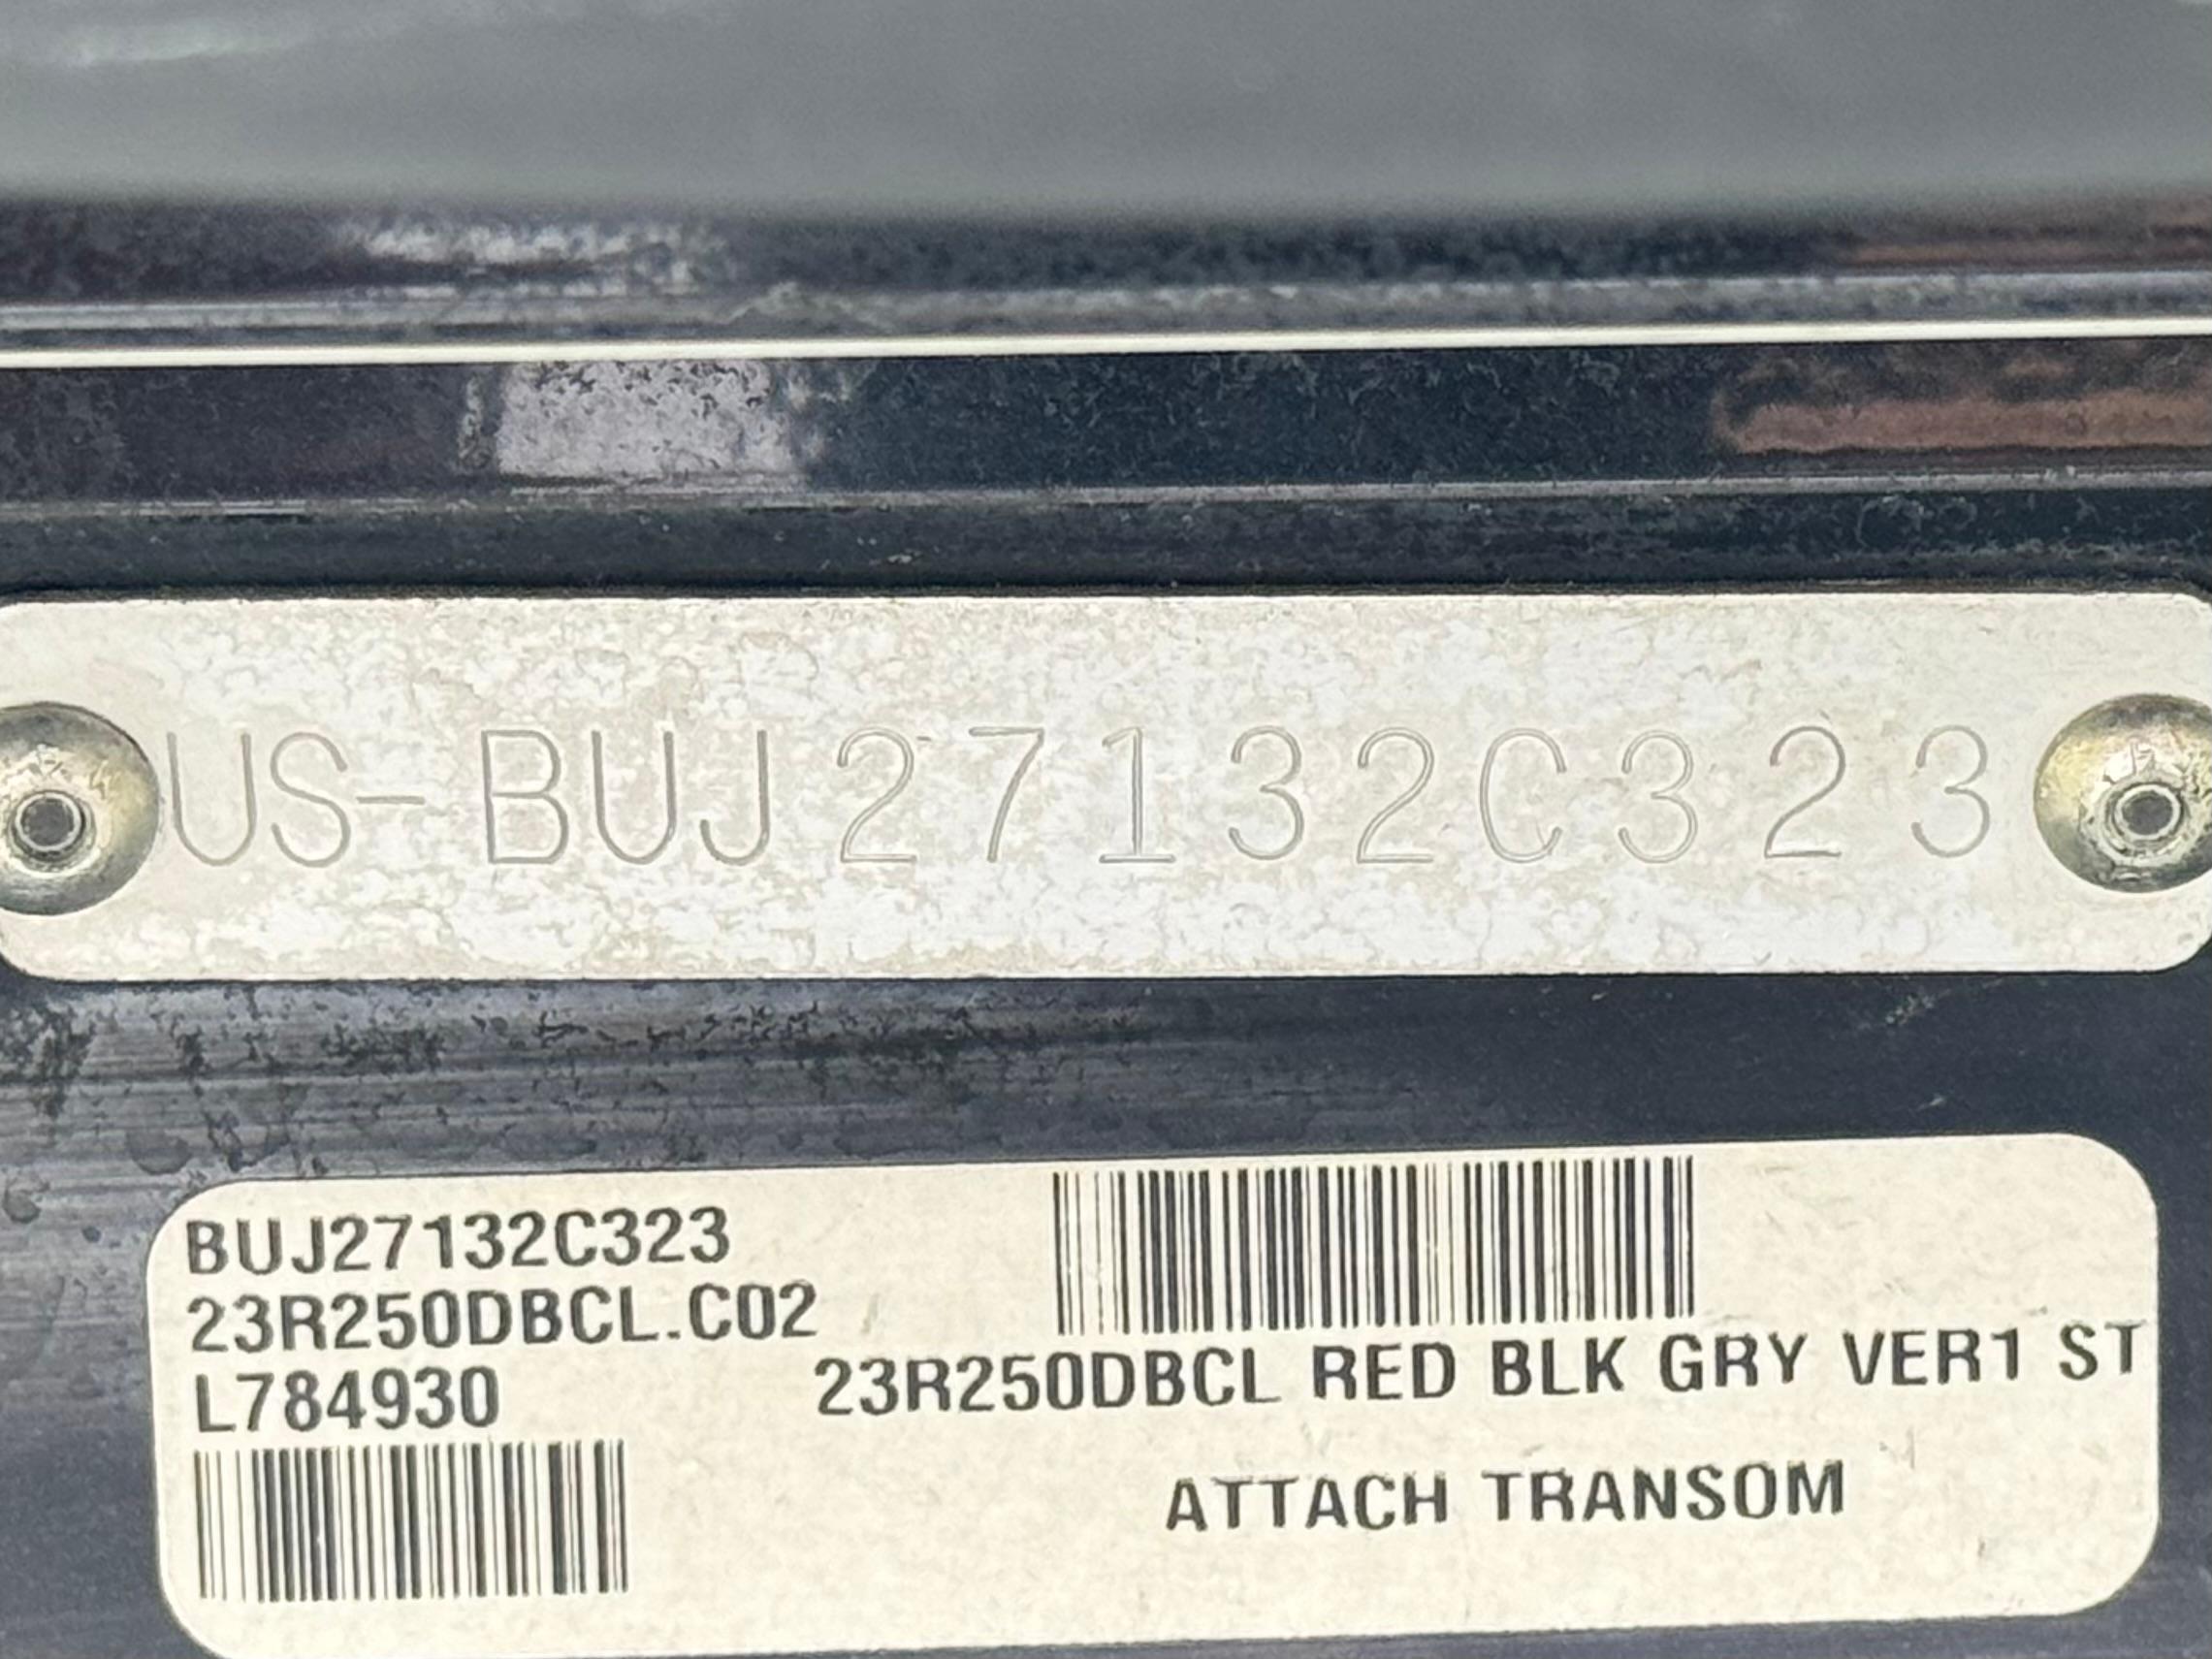 US-BUJ27132C323
BUJ27132C323
23R250DBCL.C02
L784930
23R250DBCL RED BLK GRY VER1 ST
ATTACH TRANSOM